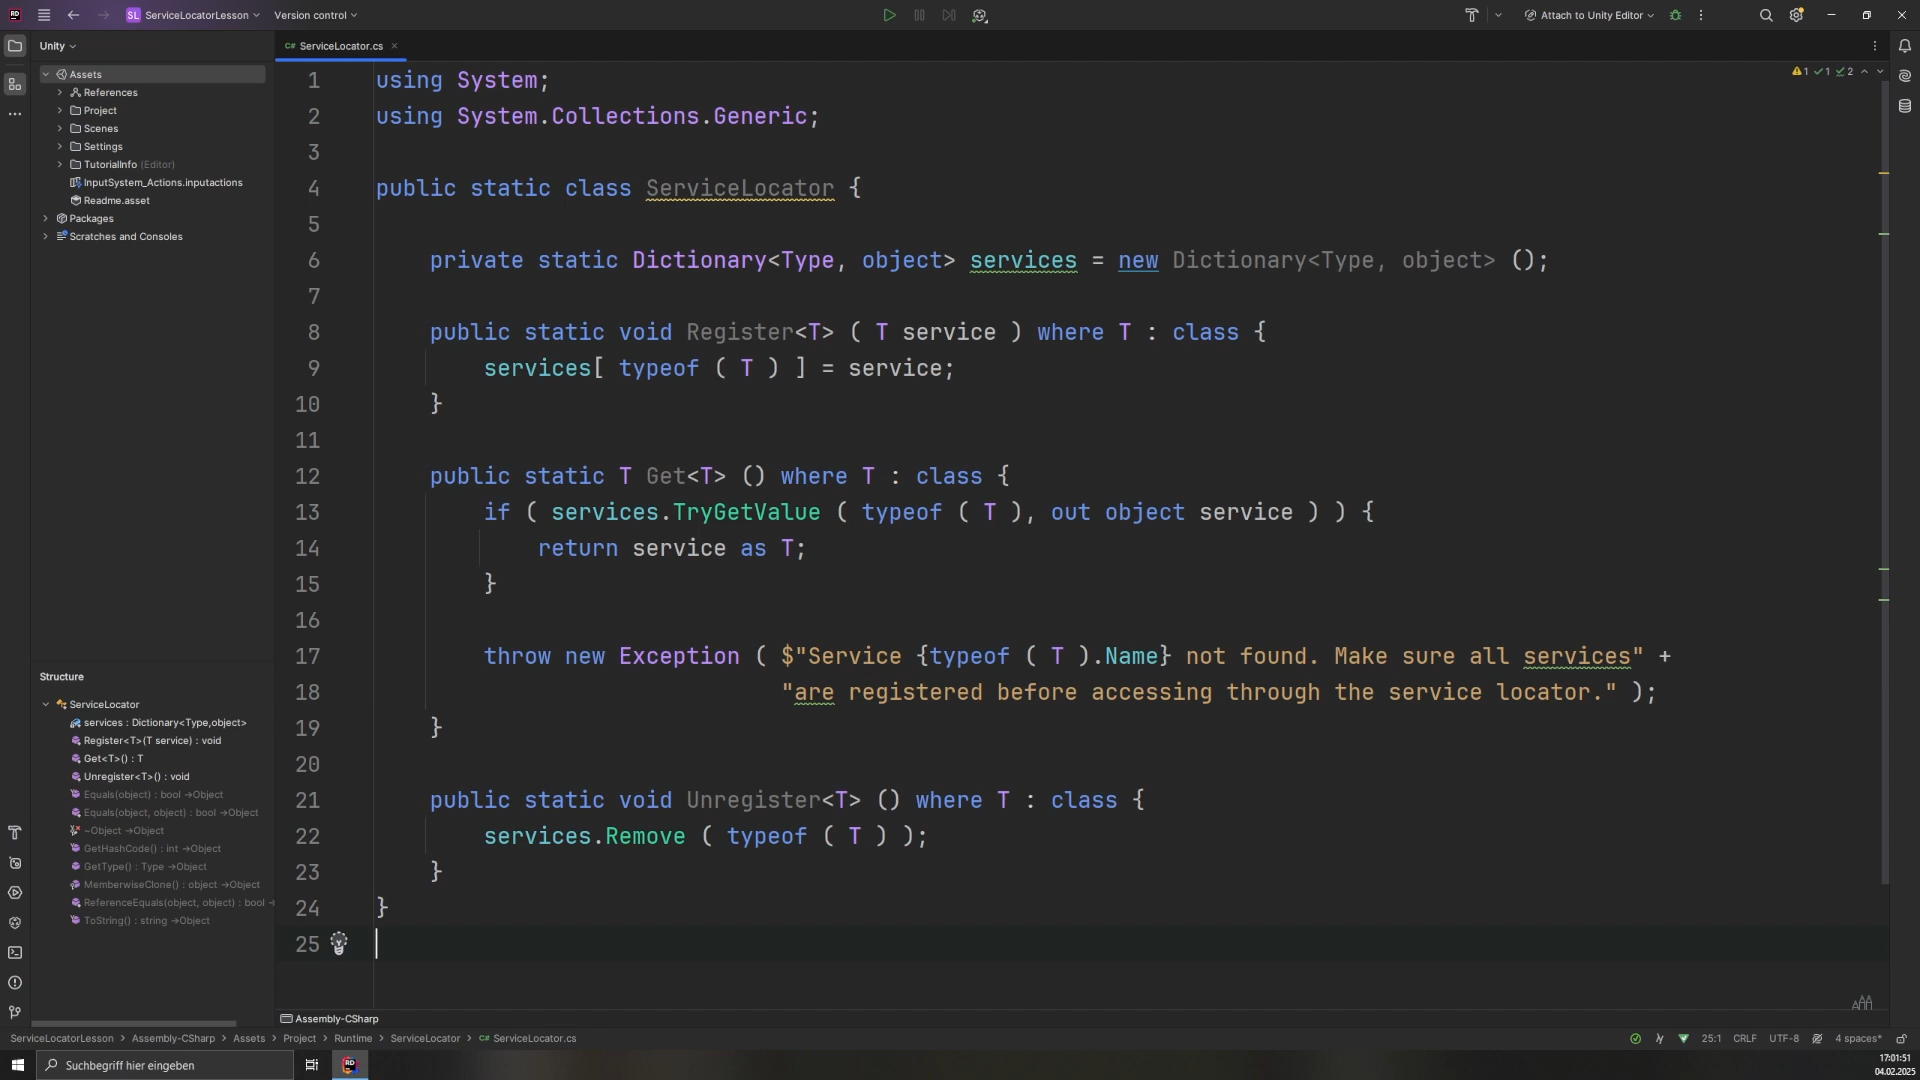 SL ServiceLocatorLesson Version control Attach to Unity Editor
Unity
ServiceLocator.cs
Assets
References
Project
Scenes
Settings
TutorialInfo (Editor)
InputSystem_Actions.inputactions
Readme.asset
Packages
Scratches and Consoles
1 1 2
1 using System;
2 using System.Collections.Generic;
3
4 public static class ServiceLocator {
5
6 private static Dictionary<Type, object> services = new Dictionary<Type, object> ();
7
8 public static void Register<T> ( T service ) where T : class {
9 services[ typeof ( T ) ] = service;
10 }
11
12 public static T Get<T> () where T : class {
13 if ( services.TryGetValue ( typeof ( T ), out object service ) ) {
14 return service as T;
15 }
16
17 throw new Exception ( $"Service {typeof ( T ).Name} not found. Make sure all services" +
18 "are registered before accessing through the service locator." );
19 }
20
21 public static void Unregister<T> () where T : class {
22 services.Remove ( typeof ( T ) );
23 }
24 }
25
Structure
ServiceLocator
services : Dictionary<Type,object>
Register<T>(T service) : void
Get<T>() : T
Unregister<T>() : void
Equals(object) : bool →Object
Equals(object, object) : bool →Object
~Object →Object
GetHashCode() : int →Object
GetType() : Type →Object
MemberwiseClone() : object →Object
ReferenceEquals(object, object) : bool →
ToString() : string →Object
Assembly-CSharp
ServiceLocatorLesson > Assembly-CSharp > Assets > Project > Runtime > ServiceLocator > C# ServiceLocator.cs
25:1 CRLF UTF-8 4 spaces*
Suchbegriff hier eingeben
17:01:51
04.02.2025